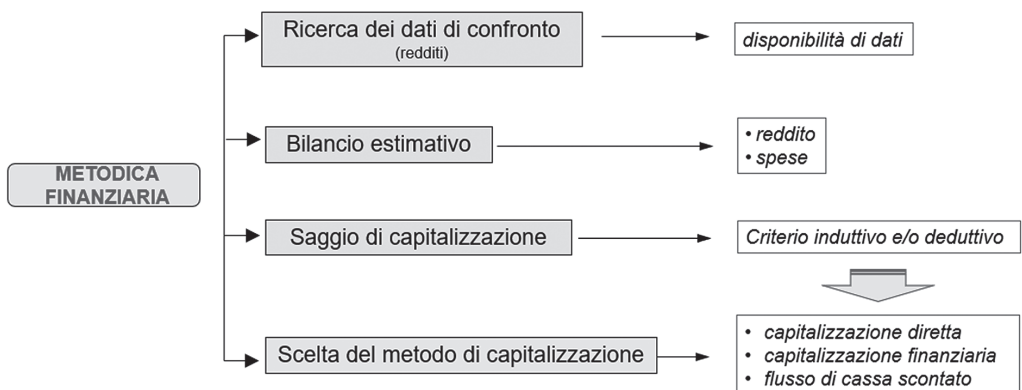 Ricerca dei dati di confronto
(redditi)
disponibilità di dati
Bilancio estimativo
• reddito
• spese
METODICA
FINANZIARIA
Saggio di capitalizzazione
Criterio induttivo e/o deduttivo
Scelta del metodo di capitalizzazione
• capitalizzazione diretta
• capitalizzazione finanziaria
• flusso di cassa scontato